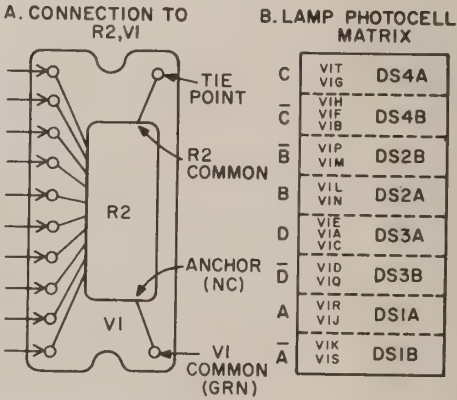 A. CONNECTION TO
R2,V1
TIE
POINT
R2
COMMON
R2
ANCHOR
(NC)
V1
V1
COMMON
(GRN)
B. LAMP PHOTOCELL
MATRIX
C V1T DS4A
V1G
C̅ V1H DS4B
V1F
V1B
B̅ V1P DS2B
V1M
B V1L DS2A
V1N
D V1E DS3A
V1A
V1C
D̅ V1D DS3B
V1Q
A V1R DS1A
V1J
A̅ V1K DS1B
V1S